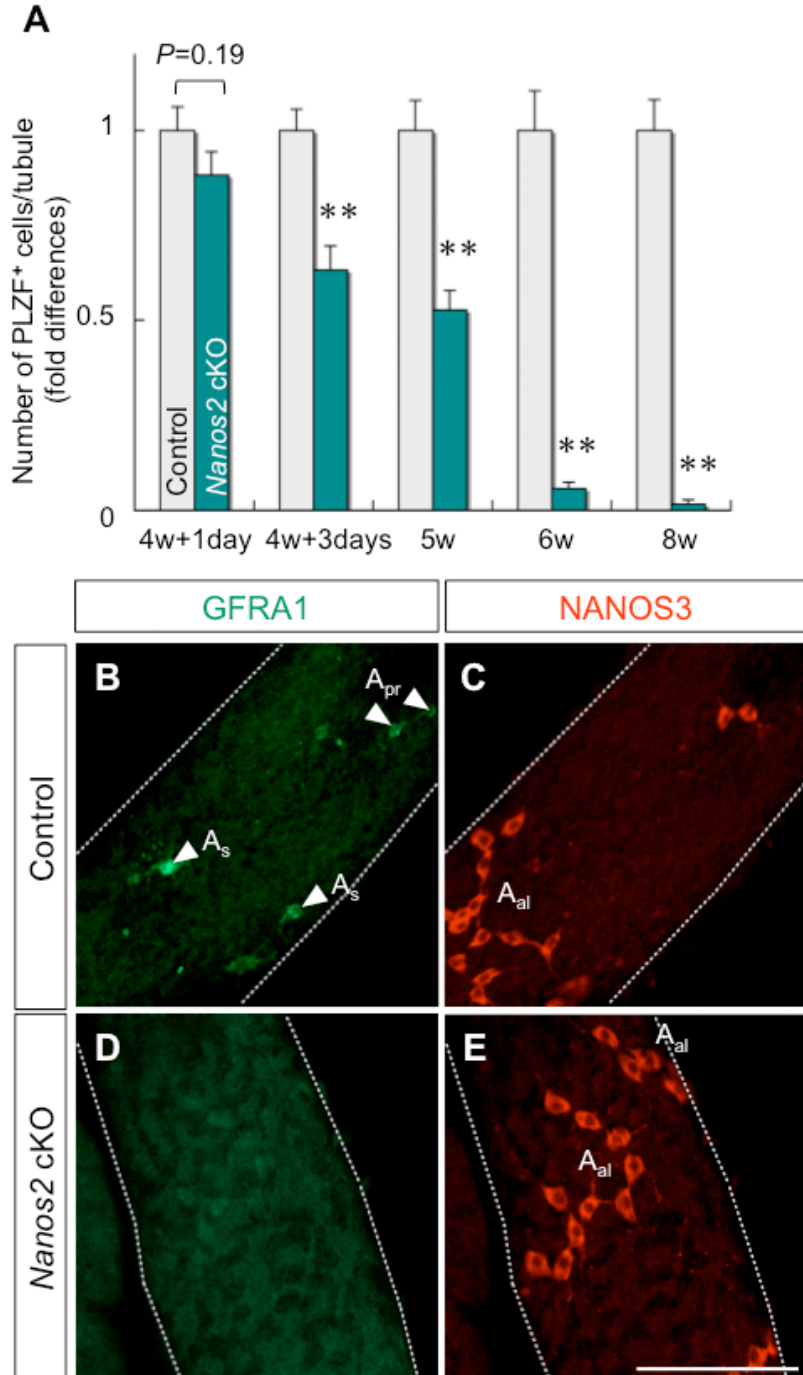 A
P=0.19
Number of PLZF⁺ cells/tubule
(fold differences)
1
0.5
0
Control
Nanos2 cKO
**
**
**
**
4w+1day
4w+3days
5w
6w
8w
GFRA1
NANOS3
Control
B
Apr
As
As
C
Aal
Nanos2 cKO
D
E
Aal
Aal